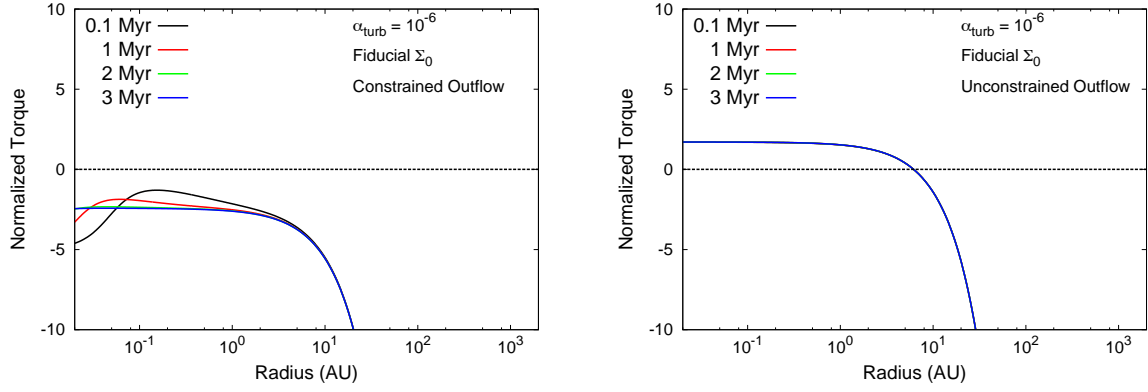 10
5
0
-5
-10
Normalized Torque
0.1 Myr
1 Myr
2 Myr
3 Myr
α_turb = 10^-6
Fiducial Σ_0
Constrained Outflow
10^-1 10^0 10^1 10^2 10^3
Radius (AU)
10
5
0
-5
-10
Normalized Torque
0.1 Myr
1 Myr
2 Myr
3 Myr
α_turb = 10^-6
Fiducial Σ_0
Unconstrained Outflow
10^-1 10^0 10^1 10^2 10^3
Radius (AU)